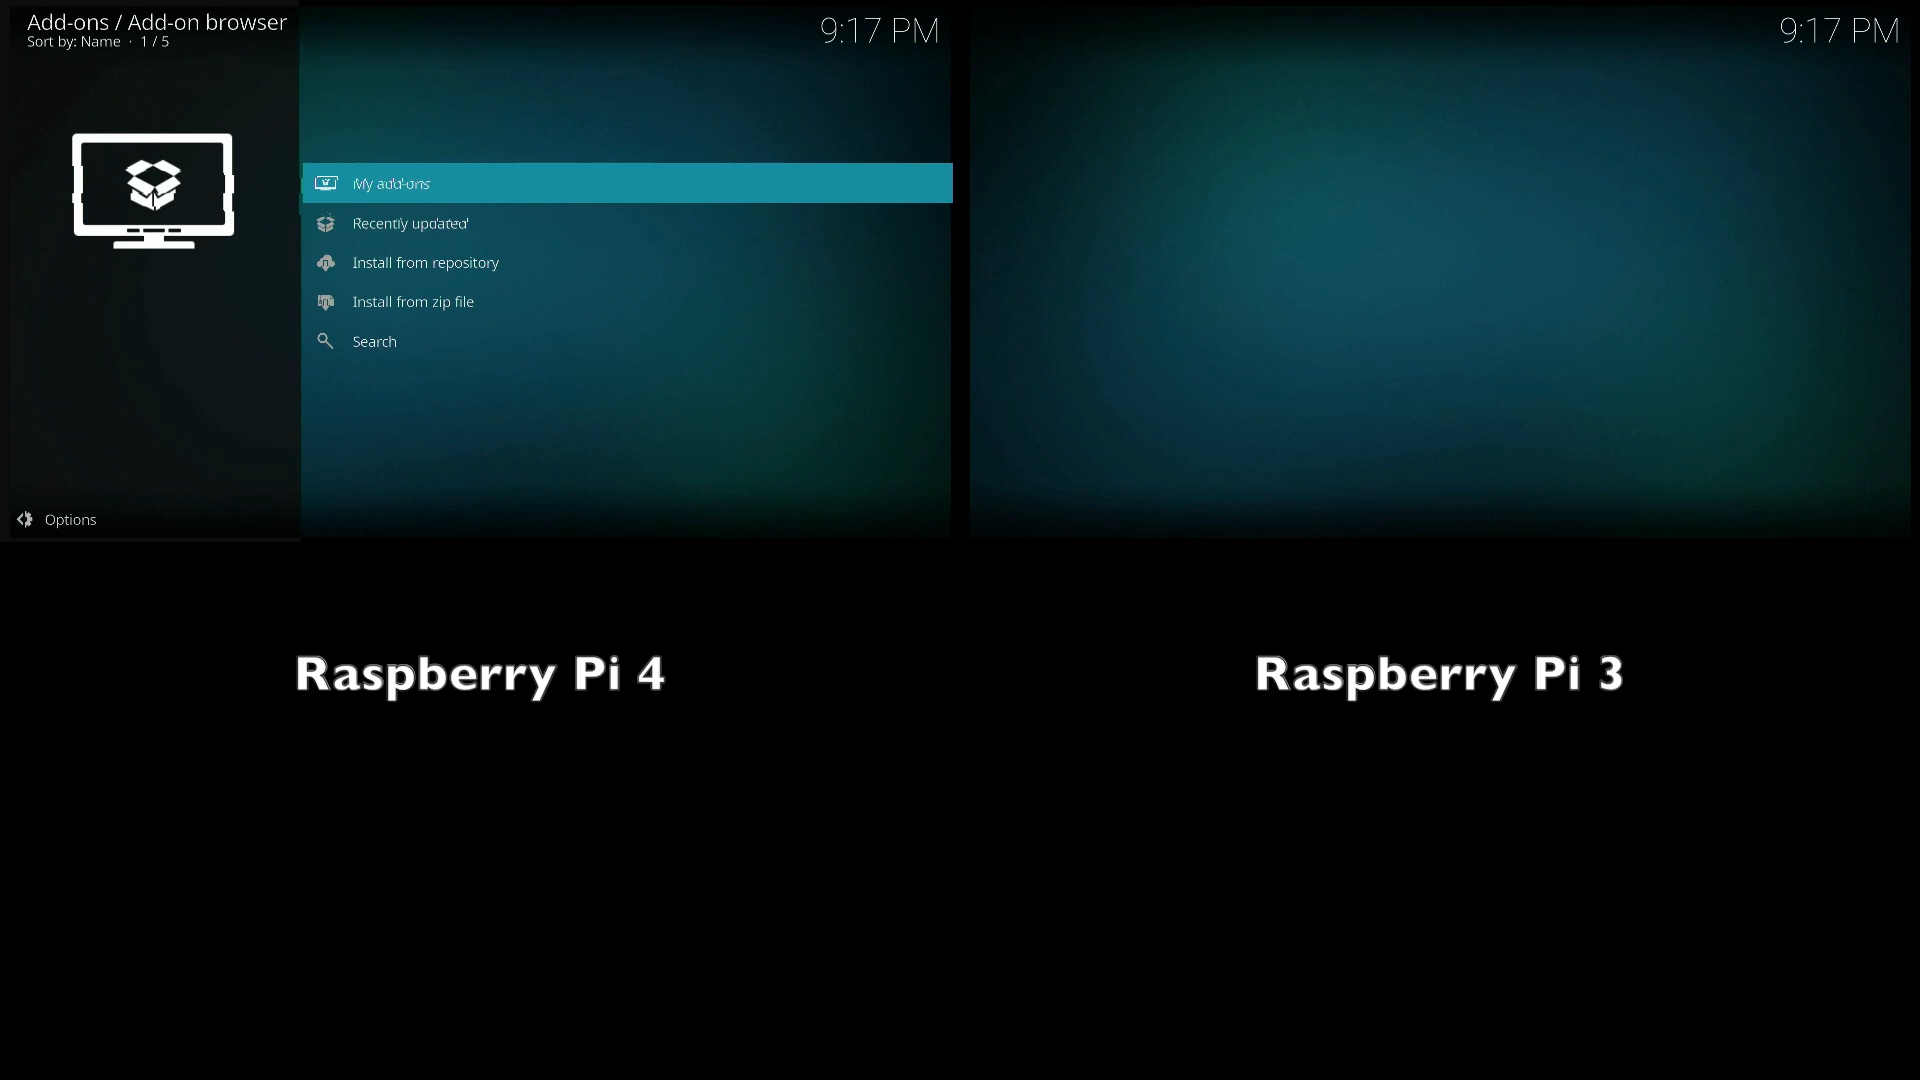 Add-ons / Add-on browser
Sort by: Name · 1 / 5
9:17 PM
9:17 PM
My add-ons
Recently updated
Install from repository
Install from zip file
Search
Options
Raspberry Pi 4
Raspberry Pi 3